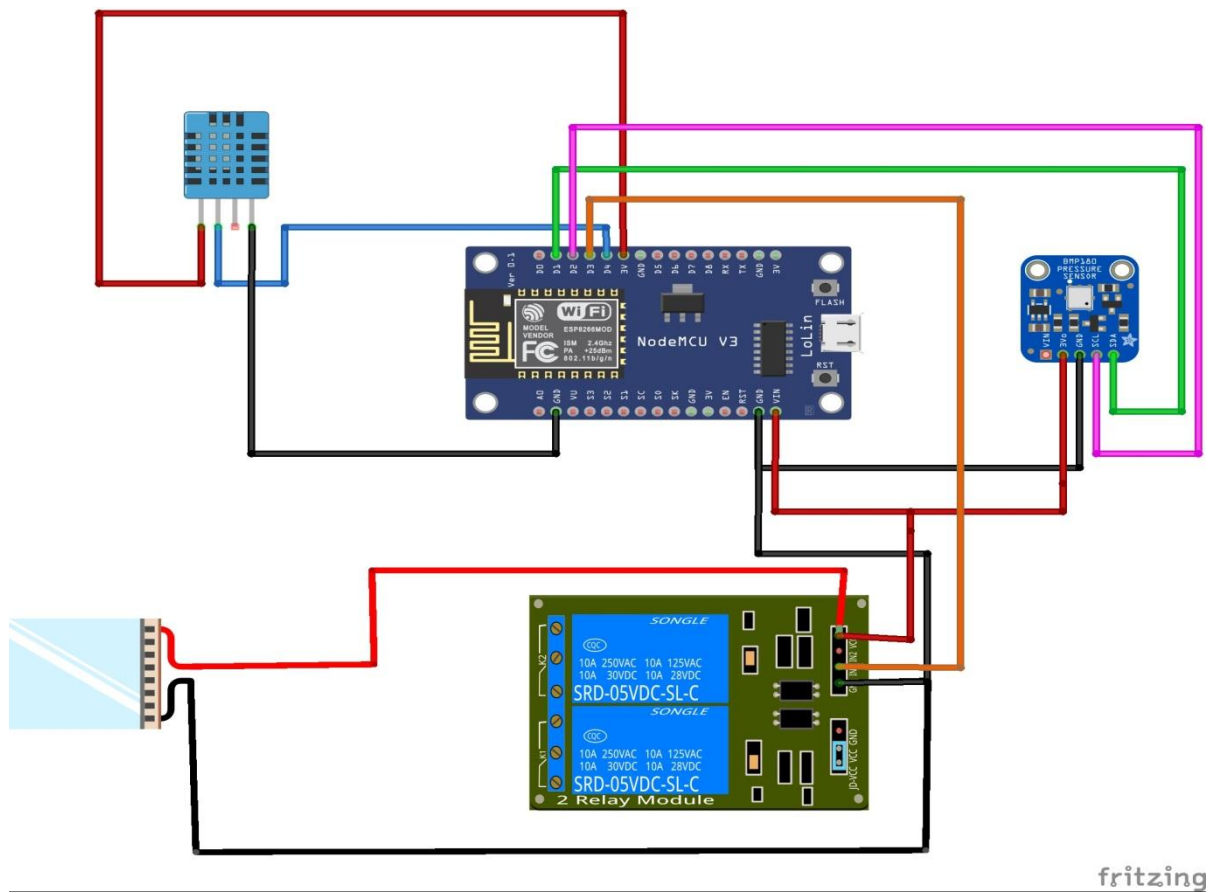 D0 D1 D2 D3 D4 3V GND D5 D6 D7 D8 RX TX GND 3V
Ver 0.1
FLASH
WiFi
MODEL
VENDOR
ESP8266MOD
ISM 2.4Ghz
PA +25dBm
802.11b/g/n
FC
NodeMCU V3
LoLin
RST
A0 GND VU S3 S2 S1 SC S0 SK GND 3V EN RST GND VIN
BMP180
PRESSURE
SENSOR
VIN 3Vo GND SCL SDA
SONGLE
CQC
10A 250VAC 10A 125VAC
10A 30VDC 10A 28VDC
SRD-05VDC-SL-C
K2
IN2
SONGLE
CQC
10A 250VAC 10A 125VAC
10A 30VDC 10A 28VDC
SRD-05VDC-SL-C
K1
JD-VCC VCC GND
2 Relay Module
fritzing